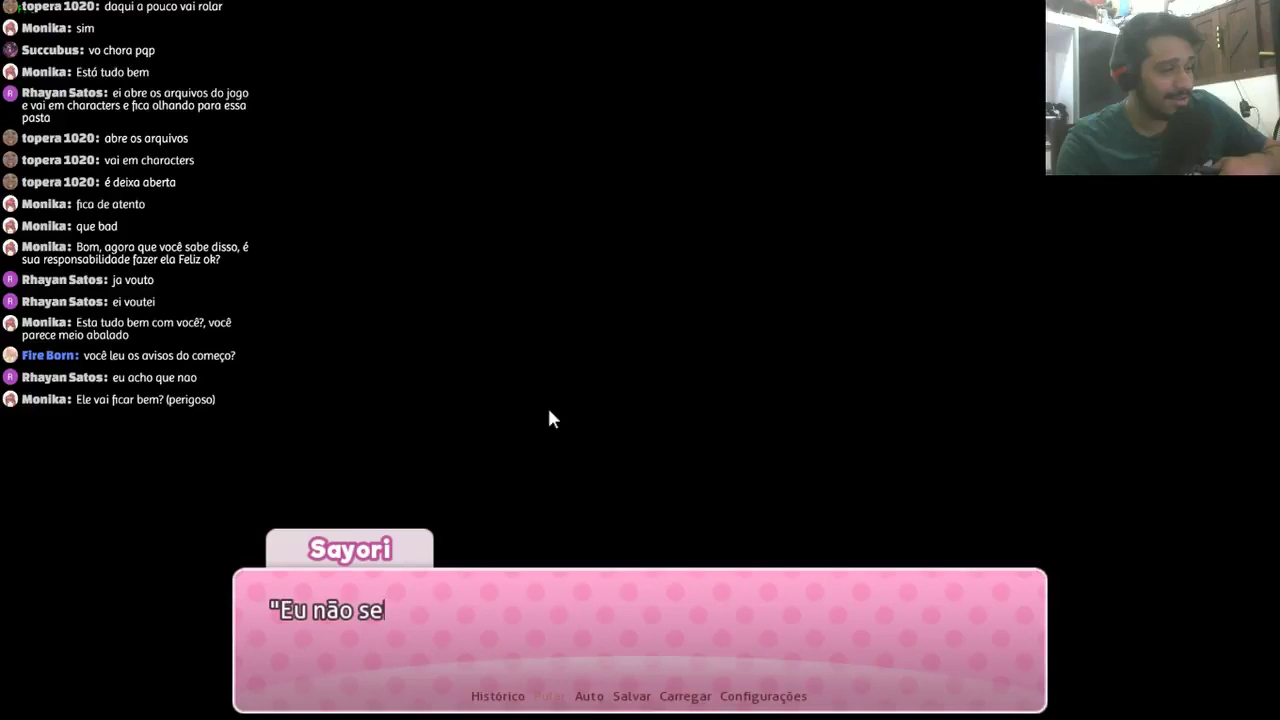 topera 1020: daqui a pouco vai rolar
Monika: sim
Succubus: vo chora pqp
Monika: Está tudo bem
Rhayan Satos: ei abre os arquivos do jogo
e vai em characters e fica olhando para essa
pasta
topera 1020: abre os arquivos
topera 1020: vai em characters
topera 1020: é deixa aberta
Monika: fica de atento
Monika: que bad
Monika: Bom, agora que você sabe disso, é
sua responsabilidade fazer ela Feliz ok?
Rhayan Satos: ja vouto
Rhayan Satos: ei voutei
Monika: Esta tudo bem com você?, você
parece meio abalado
Fire Born: você leu os avisos do começo?
Rhayan Satos: eu acho que nao
Monika: Ele vai ficar bem? (perigoso)
Sayori
"Eu não se
Histórico Pular Auto Salvar Carregar Configurações